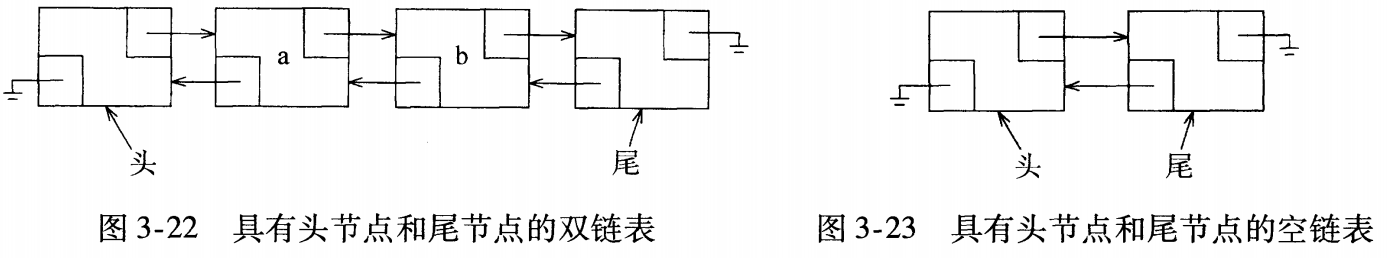 a
b
头
尾
头
尾
图 3-22 具有头节点和尾节点的双链表
图 3-23 具有头节点和尾节点的空链表